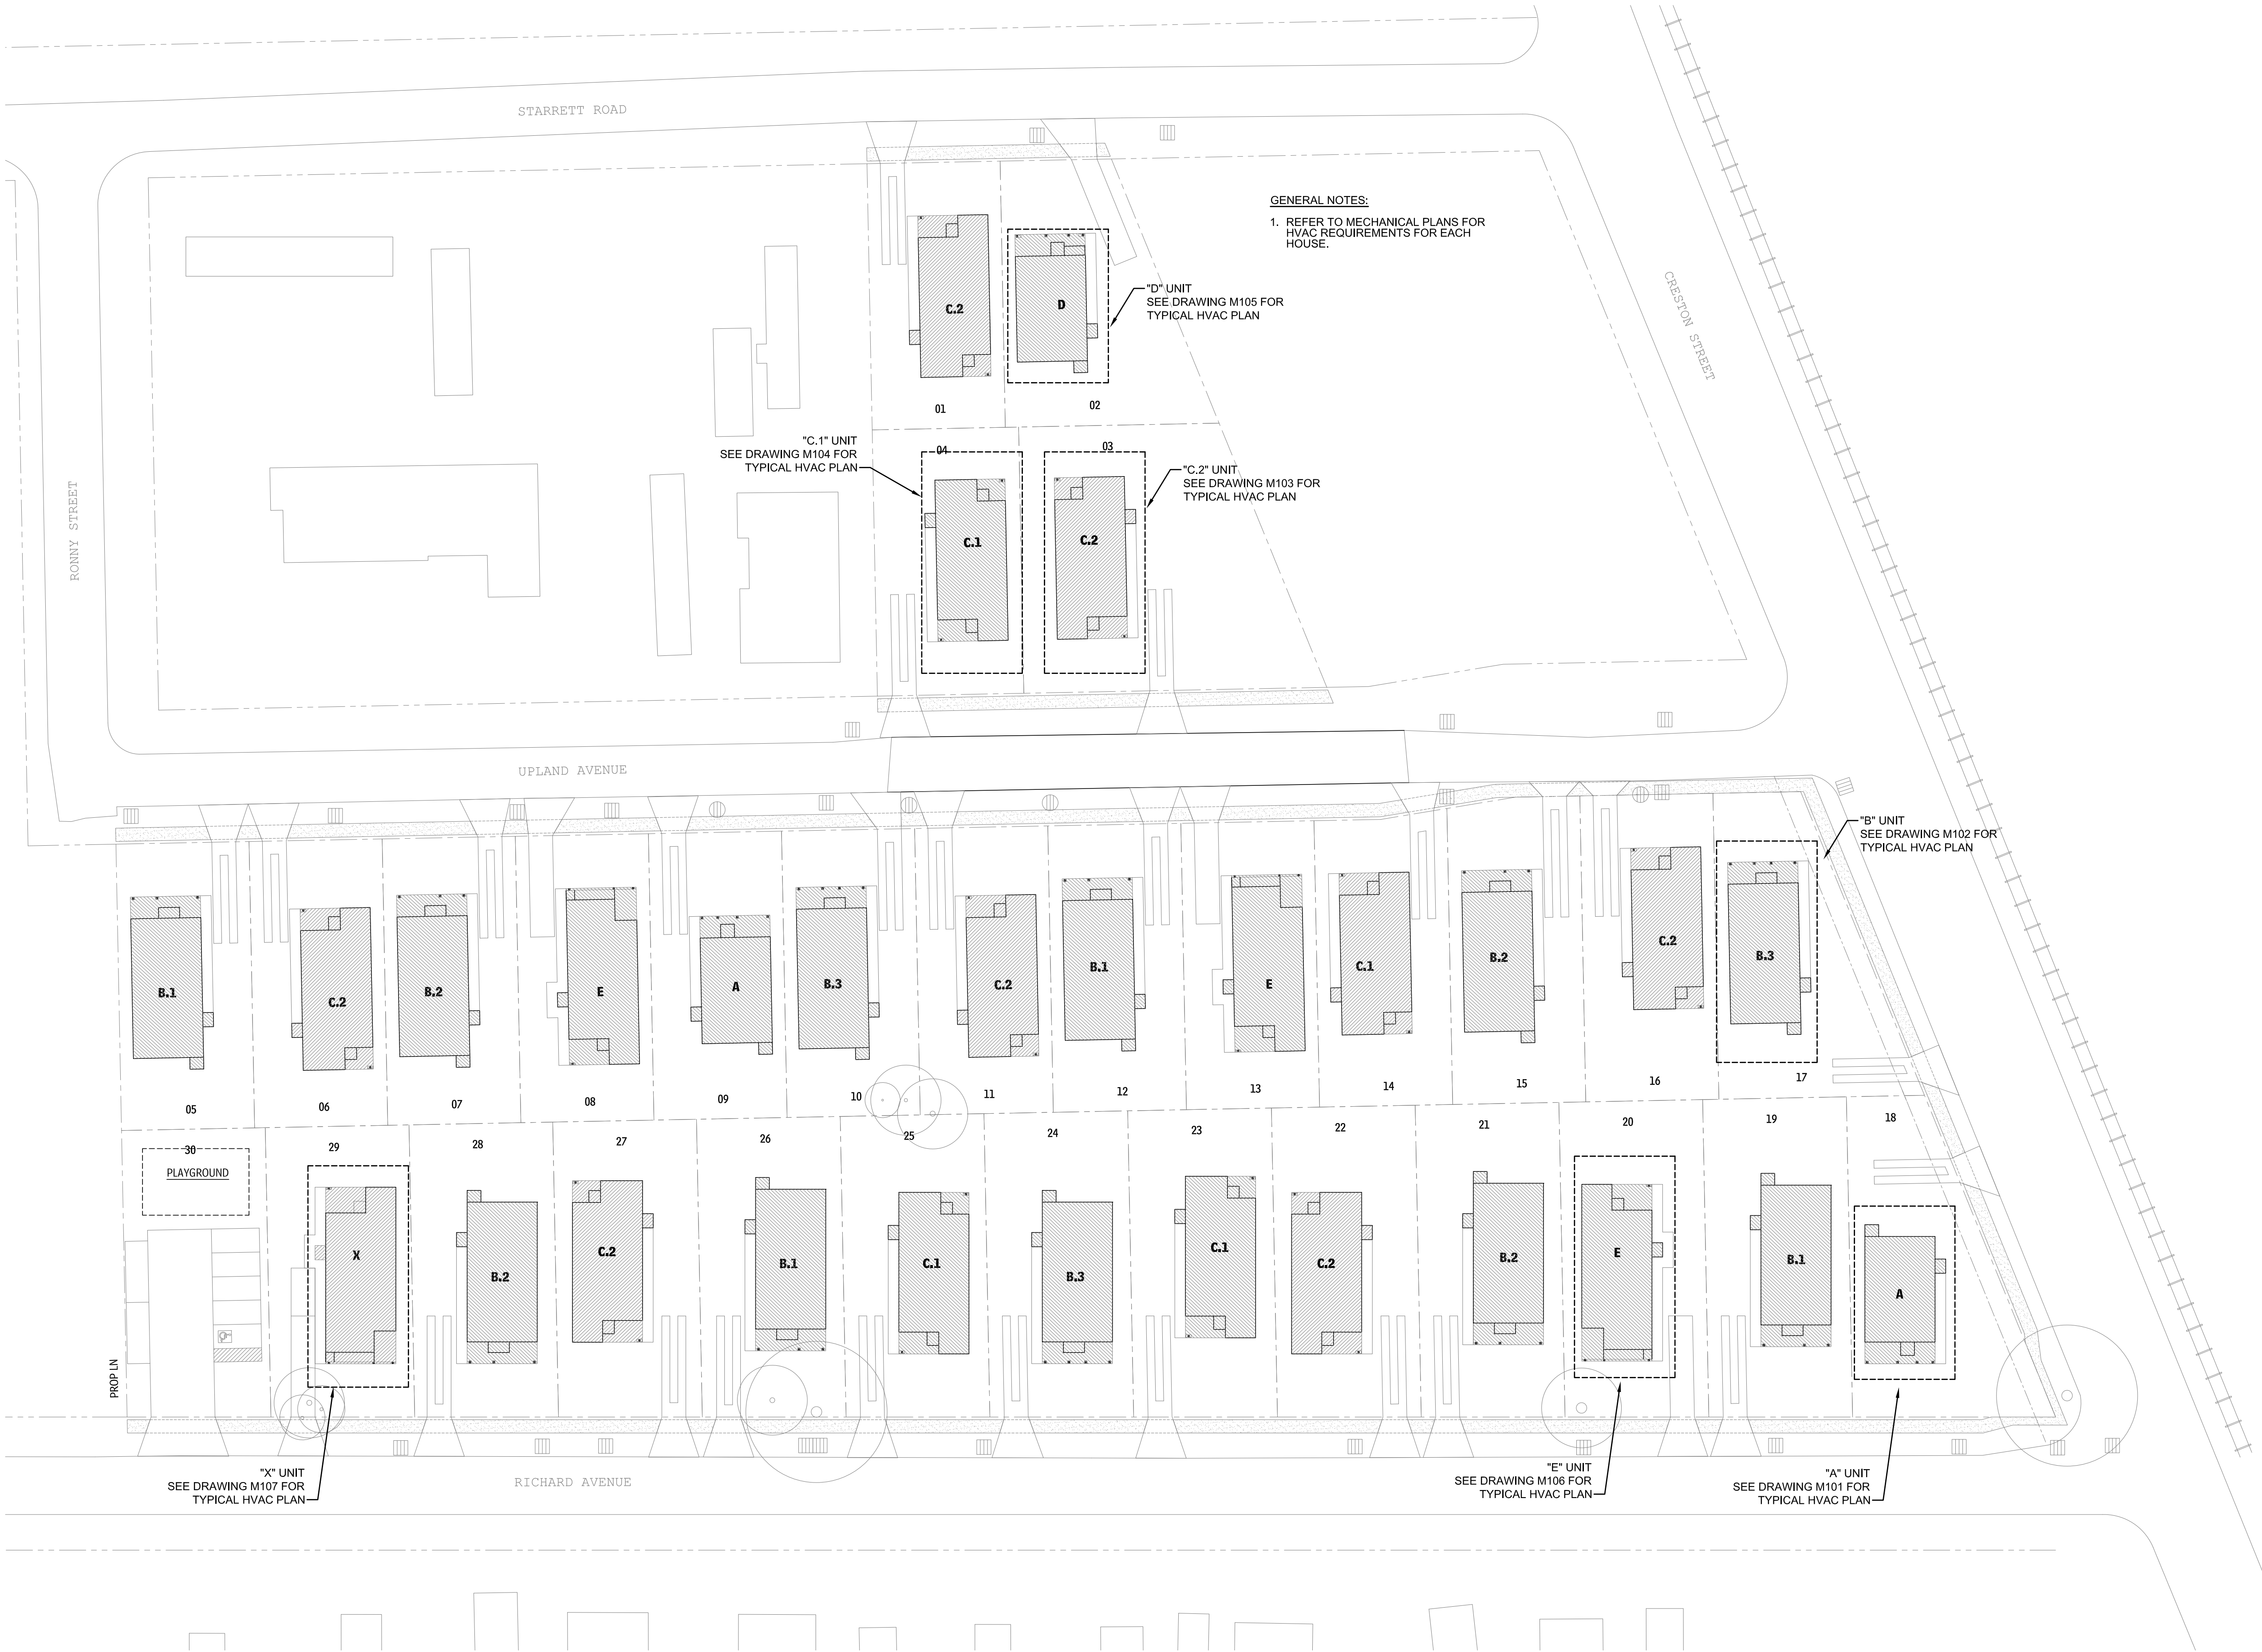 STARRETT ROAD
GENERAL NOTES:
1. REFER TO MECHANICAL PLANS FOR
HVAC REQUIREMENTS FOR EACH
HOUSE.
CRESTON STREET
C.2
D
"D" UNIT
SEE DRAWING M105 FOR
TYPICAL HVAC PLAN
01
02
"C.1" UNIT
SEE DRAWING M104 FOR
TYPICAL HVAC PLAN
04
03
"C.2" UNIT
SEE DRAWING M103 FOR
TYPICAL HVAC PLAN
RONNY STREET
C.1
C.2
UPLAND AVENUE
"B" UNIT
SEE DRAWING M102 FOR
TYPICAL HVAC PLAN
B.1
C.2
B.2
E
A
B.3
C.2
B.1
E
C.1
B.2
C.2
B.3
05
06
07
08
09
10
11
12
13
14
15
16
17
30
29
28
27
26
25
24
23
22
21
20
19
18
PLAYGROUND
X
B.2
C.2
B.1
C.1
B.3
C.1
C.2
B.2
E
B.1
A
PROP LN
"X" UNIT
SEE DRAWING M107 FOR
TYPICAL HVAC PLAN
RICHARD AVENUE
"E" UNIT
SEE DRAWING M106 FOR
TYPICAL HVAC PLAN
"A" UNIT
SEE DRAWING M101 FOR
TYPICAL HVAC PLAN